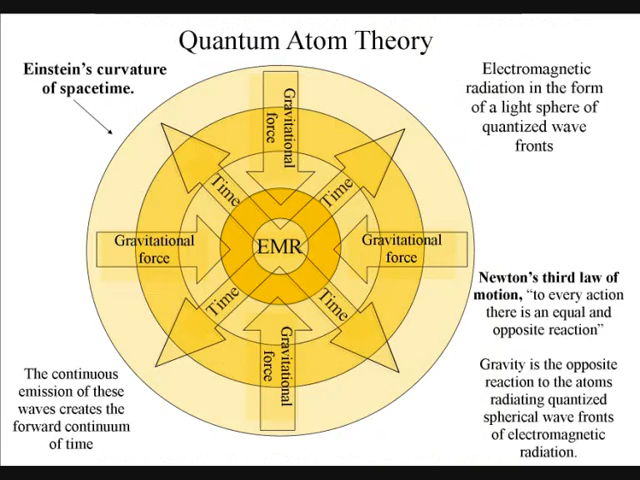 Quantum Atom Theory
Einstein's curvature
of spacetime.
Electromagnetic
radiation in the form
of a light sphere of
quantized wave
fronts
Gravitational
force
Time
Time
Gravitational
force
EMR
Gravitational
force
Time
Time
Gravitational
force
Newton's third law of
motion, “to every action
there is an equal and
opposite reaction”
Gravity is the opposite
reaction to the atoms
radiating quantized
spherical wave fronts
of electromagnetic
radiation.
The continuous
emission of these
waves creates the
forward continuum
of time